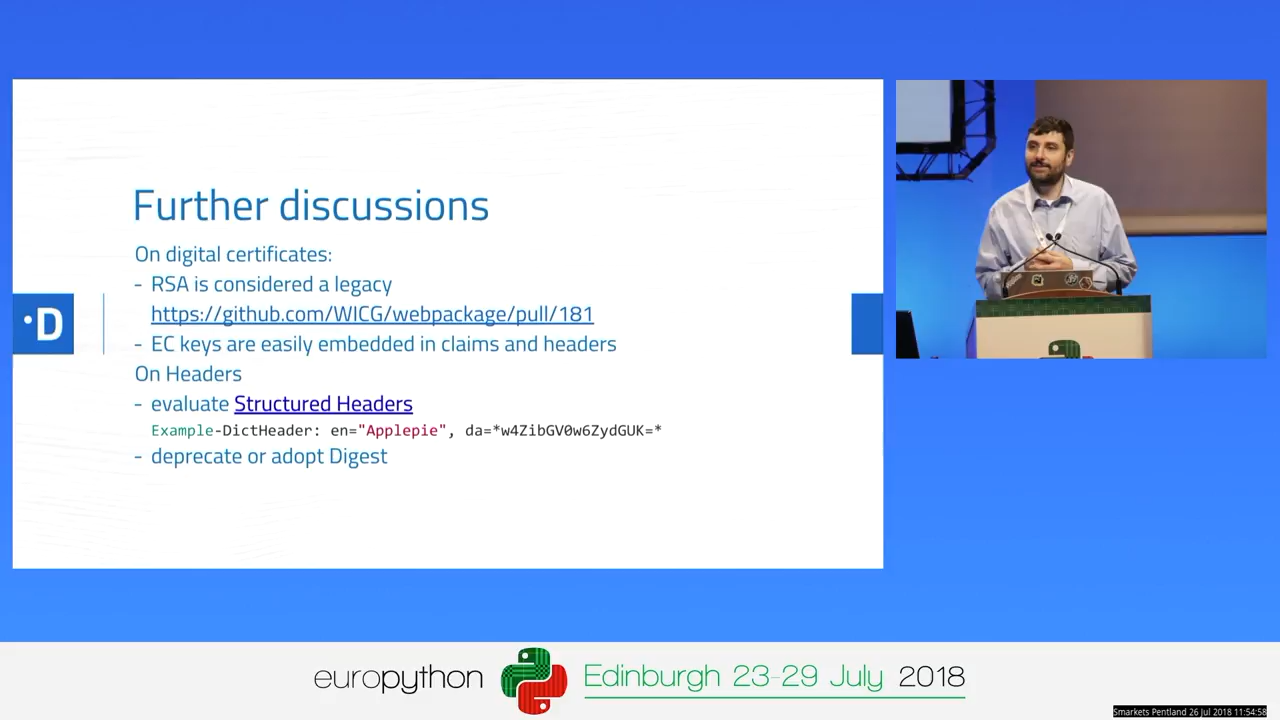 Further discussions
On digital certificates:
- RSA is considered a legacy
https://github.com/WICG/webpackage/pull/181
- EC keys are easily embedded in claims and headers
On Headers
- evaluate Structured Headers
Example-DictHeader: en="Applepie", da=*w4ZibGV0w6ZydGUK=*
- deprecate or adopt Digest
·D
europython Edinburgh 23-29 July 2018
Smarkets Pentland 26 Jul 2018 11:54:58